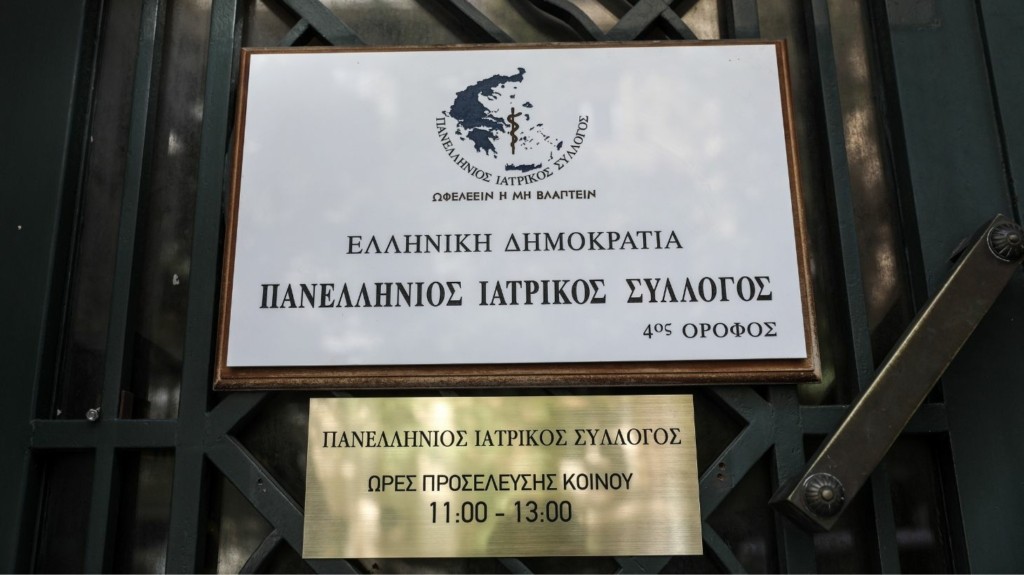 ΠΑΝΕΛΛΗΝΙΟΣ ΙΑΤΡΙΚΟΣ ΣΥΛΛΟΓΟΣ
ΩΦΕΛΕΕΙΝ Η ΜΗ ΒΛΑΠΤΕΙΝ
ΕΛΛΗΝΙΚΗ ΔΗΜΟΚΡΑΤΙΑ
ΠΑΝΕΛΛΗΝΙΟΣ ΙΑΤΡΙΚΟΣ ΣΥΛΛΟΓΟΣ
4ος ΟΡΟΦΟΣ
ΠΑΝΕΛΛΗΝΙΟΣ ΙΑΤΡΙΚΟΣ ΣΥΛΛΟΓΟΣ
ΩΡΕΣ ΠΡΟΣΕΛΕΥΣΗΣ ΚΟΙΝΟΥ
11:00 - 13:00